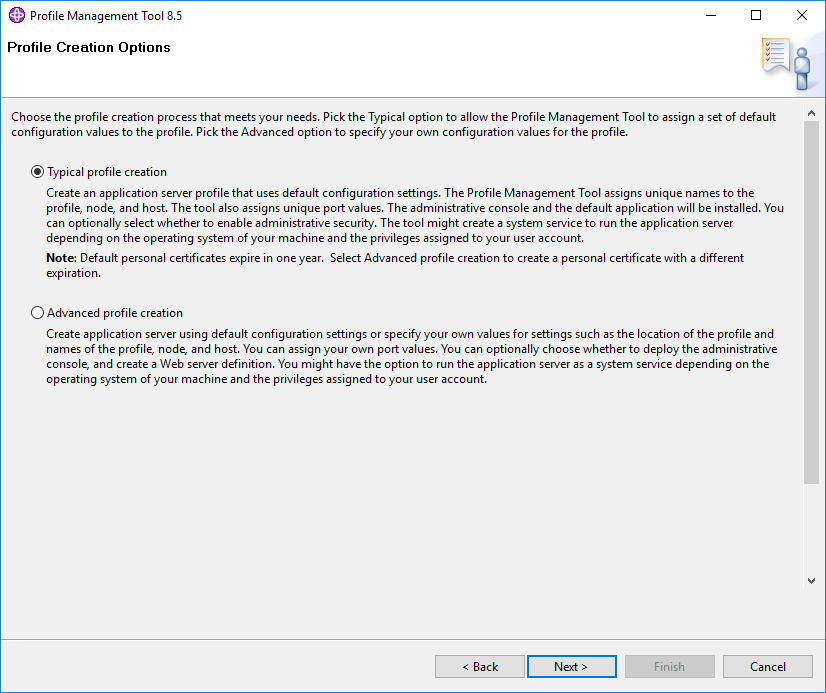 Profile Management Tool 8.5
Profile Creation Options
Choose the profile creation process that meets your needs. Pick the Typical option to allow the Profile Management Tool to assign a set of default
configuration values to the profile. Pick the Advanced option to specify your own configuration values for the profile.
Typical profile creation
Create an application server profile that uses default configuration settings. The Profile Management Tool assigns unique names to the
profile, node, and host. The tool also assigns unique port values. The administrative console and the default application will be installed. You
can optionally select whether to enable administrative security. The tool might create a system service to run the application server
depending on the operating system of your machine and the privileges assigned to your user account.
Note: Default personal certificates expire in one year.  Select Advanced profile creation to create a personal certificate with a different
expiration.
Advanced profile creation
Create application server using default configuration settings or specify your own values for settings such as the location of the profile and
names of the profile, node, and host. You can assign your own port values. You can optionally choose whether to deploy the administrative
console, and create a Web server definition. You might have the option to run the application server as a system service depending on the
operating system of your machine and the privileges assigned to your user account.
< Back Next > Finish Cancel